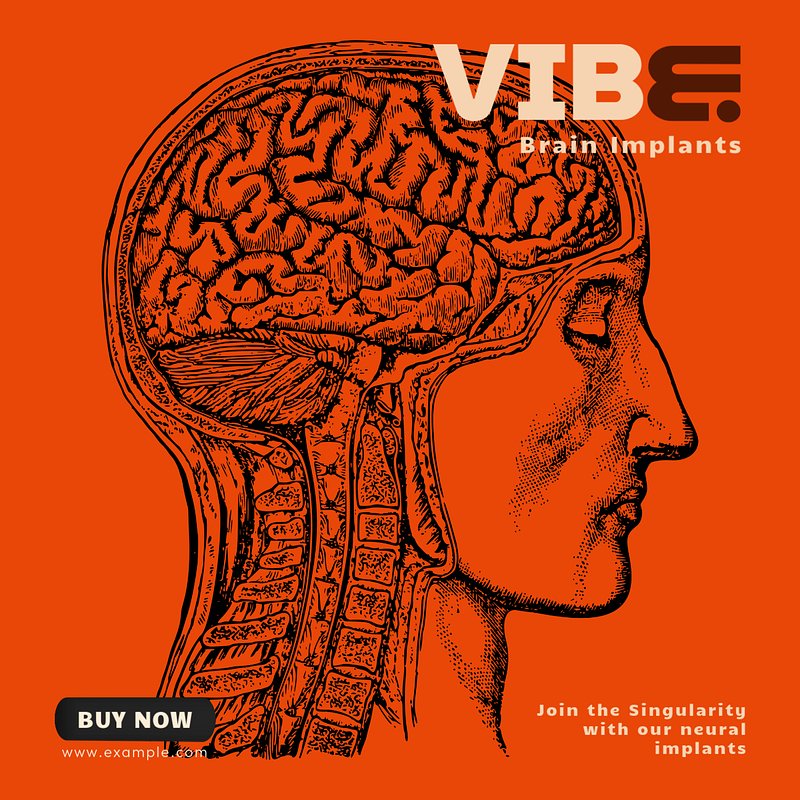 VIBE.
Brain Implants
BUY NOW
www.example.com
Join the Singularity
with our neural
implants